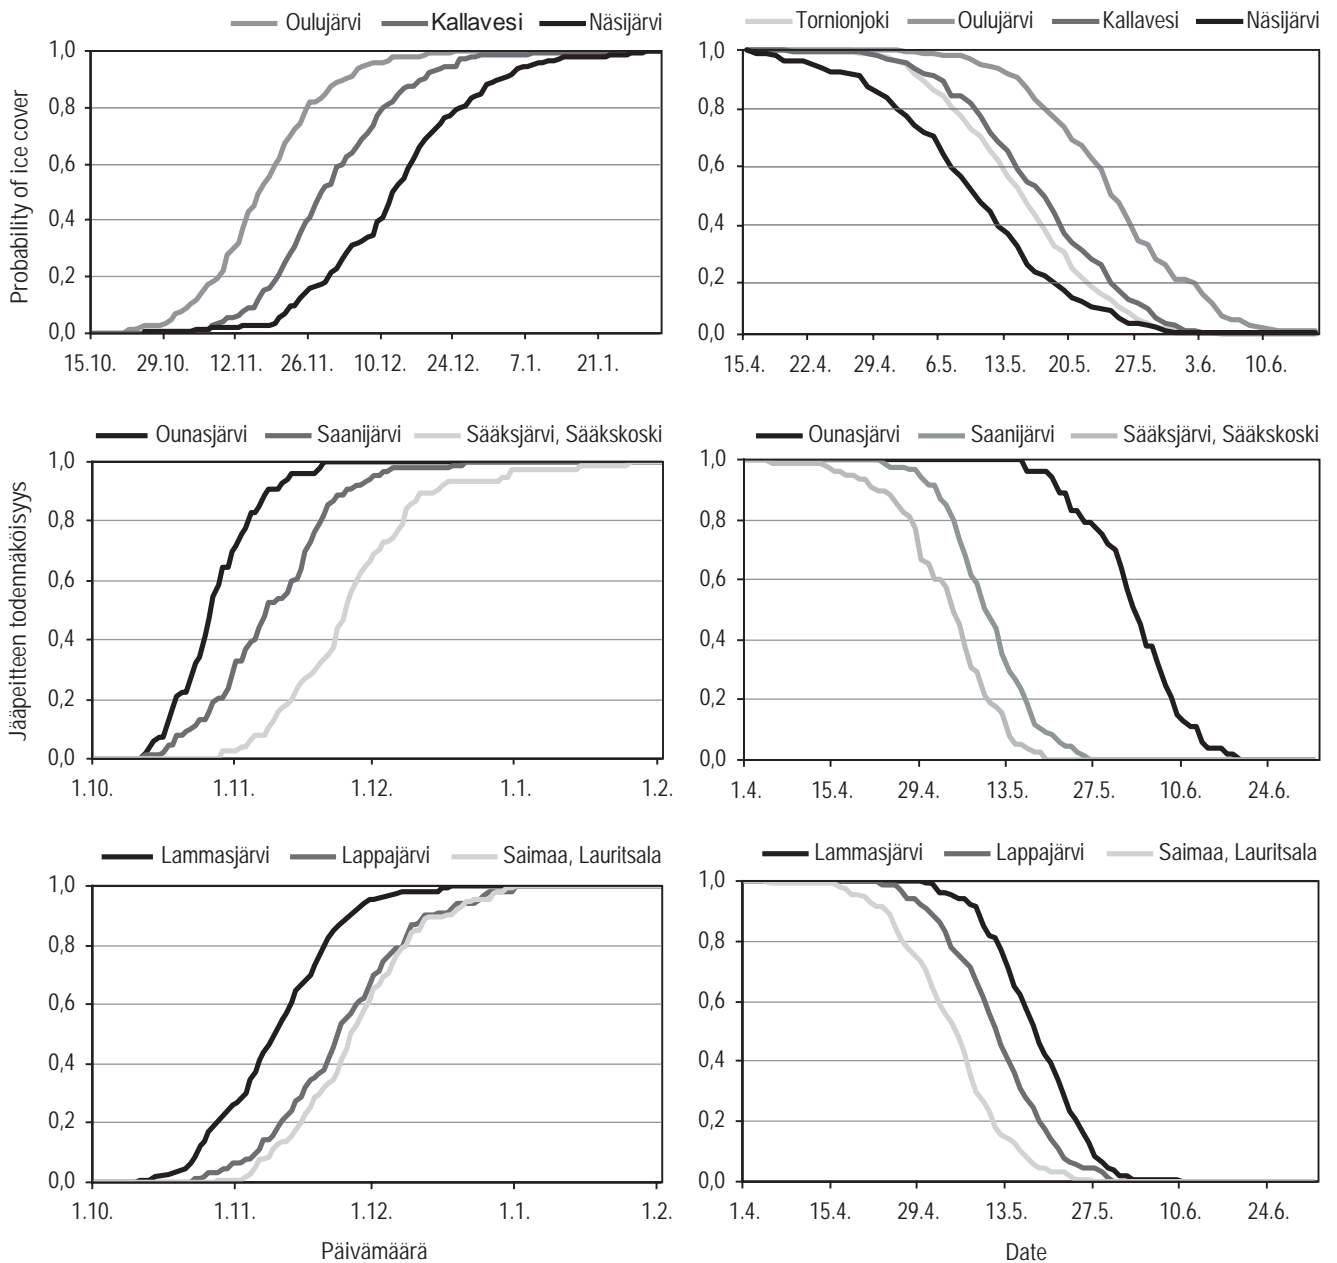 Oulujärvi Kallavesi Näsijärvi
Probability of ice cover
1,0
0,8
0,6
0,4
0,2
0,0
15.10. 29.10. 12.11. 26.11. 10.12. 24.12. 7.1. 21.1.
Tornionjoki Oulujärvi Kallavesi Näsijärvi
1,0
0,8
0,6
0,4
0,2
0,0
15.4. 22.4. 29.4. 6.5. 13.5. 20.5. 27.5. 3.6. 10.6.
Ounasjärvi Saanijärvi Sääksjärvi, Sääkskoski
Jääpeitteen todennäköisyys
1,0
0,8
0,6
0,4
0,2
0,0
1.10. 1.11. 1.12. 1.1. 1.2.
Ounasjärvi Saanijärvi Sääksjärvi, Sääkskoski
1,0
0,8
0,6
0,4
0,2
0,0
1.4. 15.4. 29.4. 13.5. 27.5. 10.6. 24.6.
Lammasjärvi Lappajärvi Saimaa, Lauritsala
1,0
0,8
0,6
0,4
0,2
0,0
1.10. 1.11. 1.12. 1.1. 1.2.
Päivämäärä
Lammasjärvi Lappajärvi Saimaa, Lauritsala
1,0
0,8
0,6
0,4
0,2
0,0
1.4. 15.4. 29.4. 13.5. 27.5. 10.6. 24.6.
Date